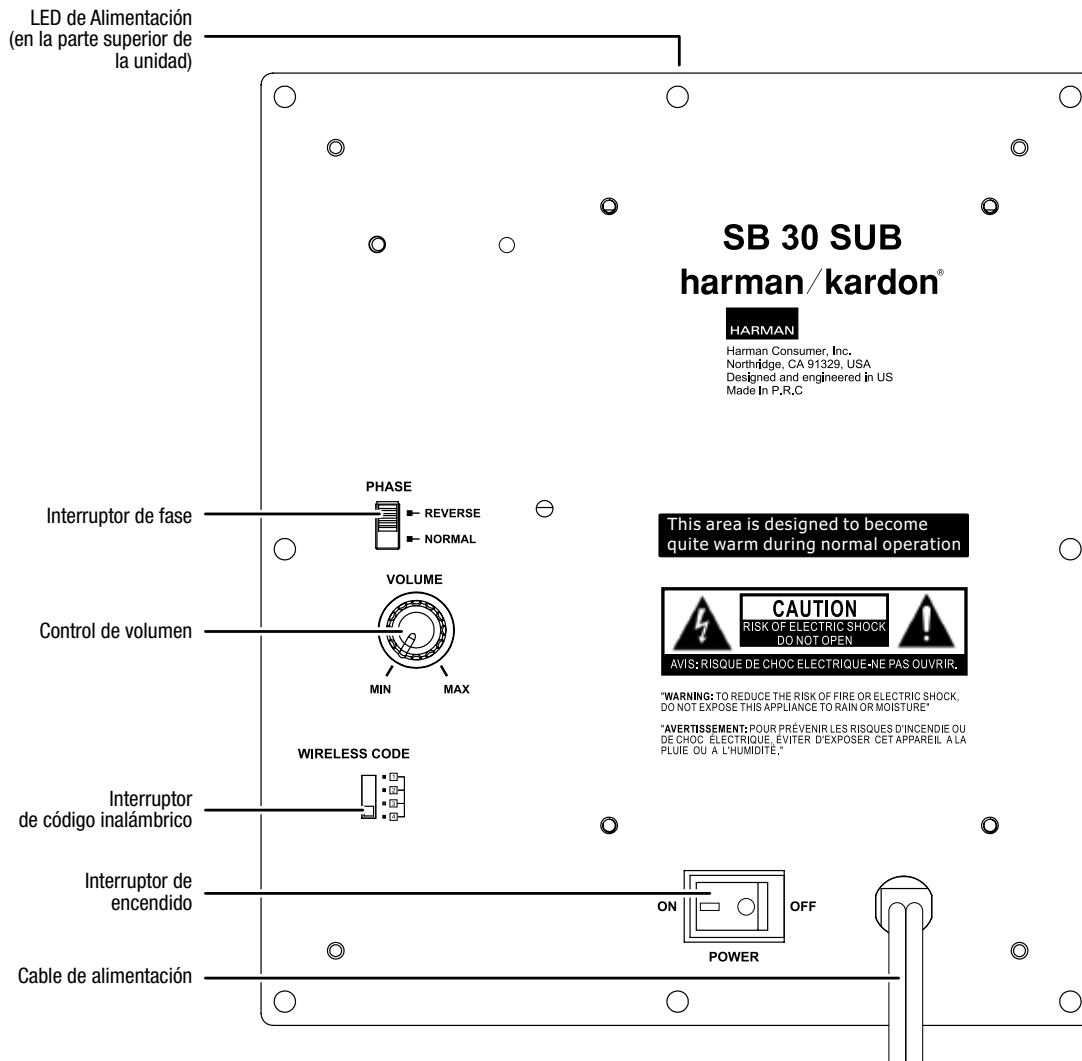 LED de Alimentación
(en la parte superior de
la unidad)
SB 30 SUB
harman/kardon®
HARMAN
Harman Consumer, Inc.
Northridge, CA 91329, USA
Designed and engineered in US
Made In P.R.C
PHASE
REVERSE
NORMAL
Interruptor de fase
This area is designed to become
quite warm during normal operation
VOLUME
MIN
MAX
Control de volumen
CAUTION
RISK OF ELECTRIC SHOCK
DO NOT OPEN
AVIS: RISQUE DE CHOC ELECTRIQUE-NE PAS OUVRIR.
"WARNING: TO REDUCE THE RISK OF FIRE OR ELECTRIC SHOCK,
DO NOT EXPOSE THIS APPLIANCE TO RAIN OR MOISTURE"
"AVERTISSEMENT: POUR PRÉVENIR LES RISQUES D'INCENDIE OU
DE CHOC ÉLECTRIQUE, ÉVITER D'EXPOSER CET APPAREIL A LA
PLUIE OU A L'HUMIDITÉ."
WIRELESS CODE
1
2
3
4
Interruptor
de código inalámbrico
Interruptor de
encendido
ON
OFF
POWER
Cable de alimentación